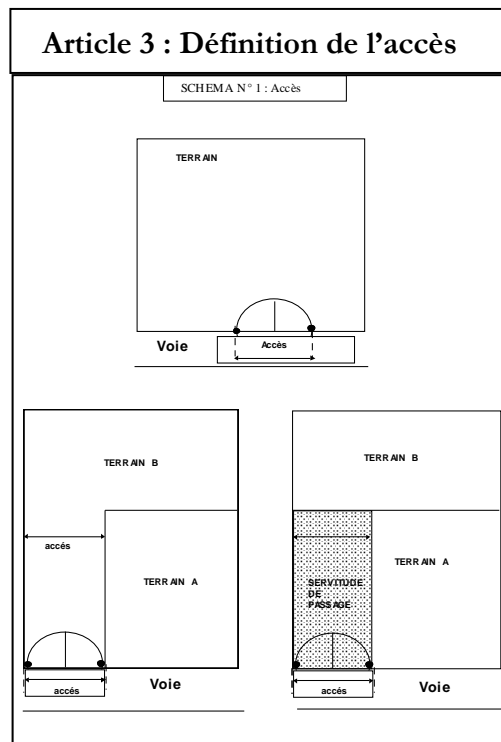 Article 3 : Définition de l'accès
SCHEMA N° 1 : Accès
TERRAIN
Voie
Accès
TERRAIN B
accés
TERRAIN A
accés
Voie
TERRAIN B
TERRAIN A
SERVITUDE
DE
PASSAGE
accés
Voie